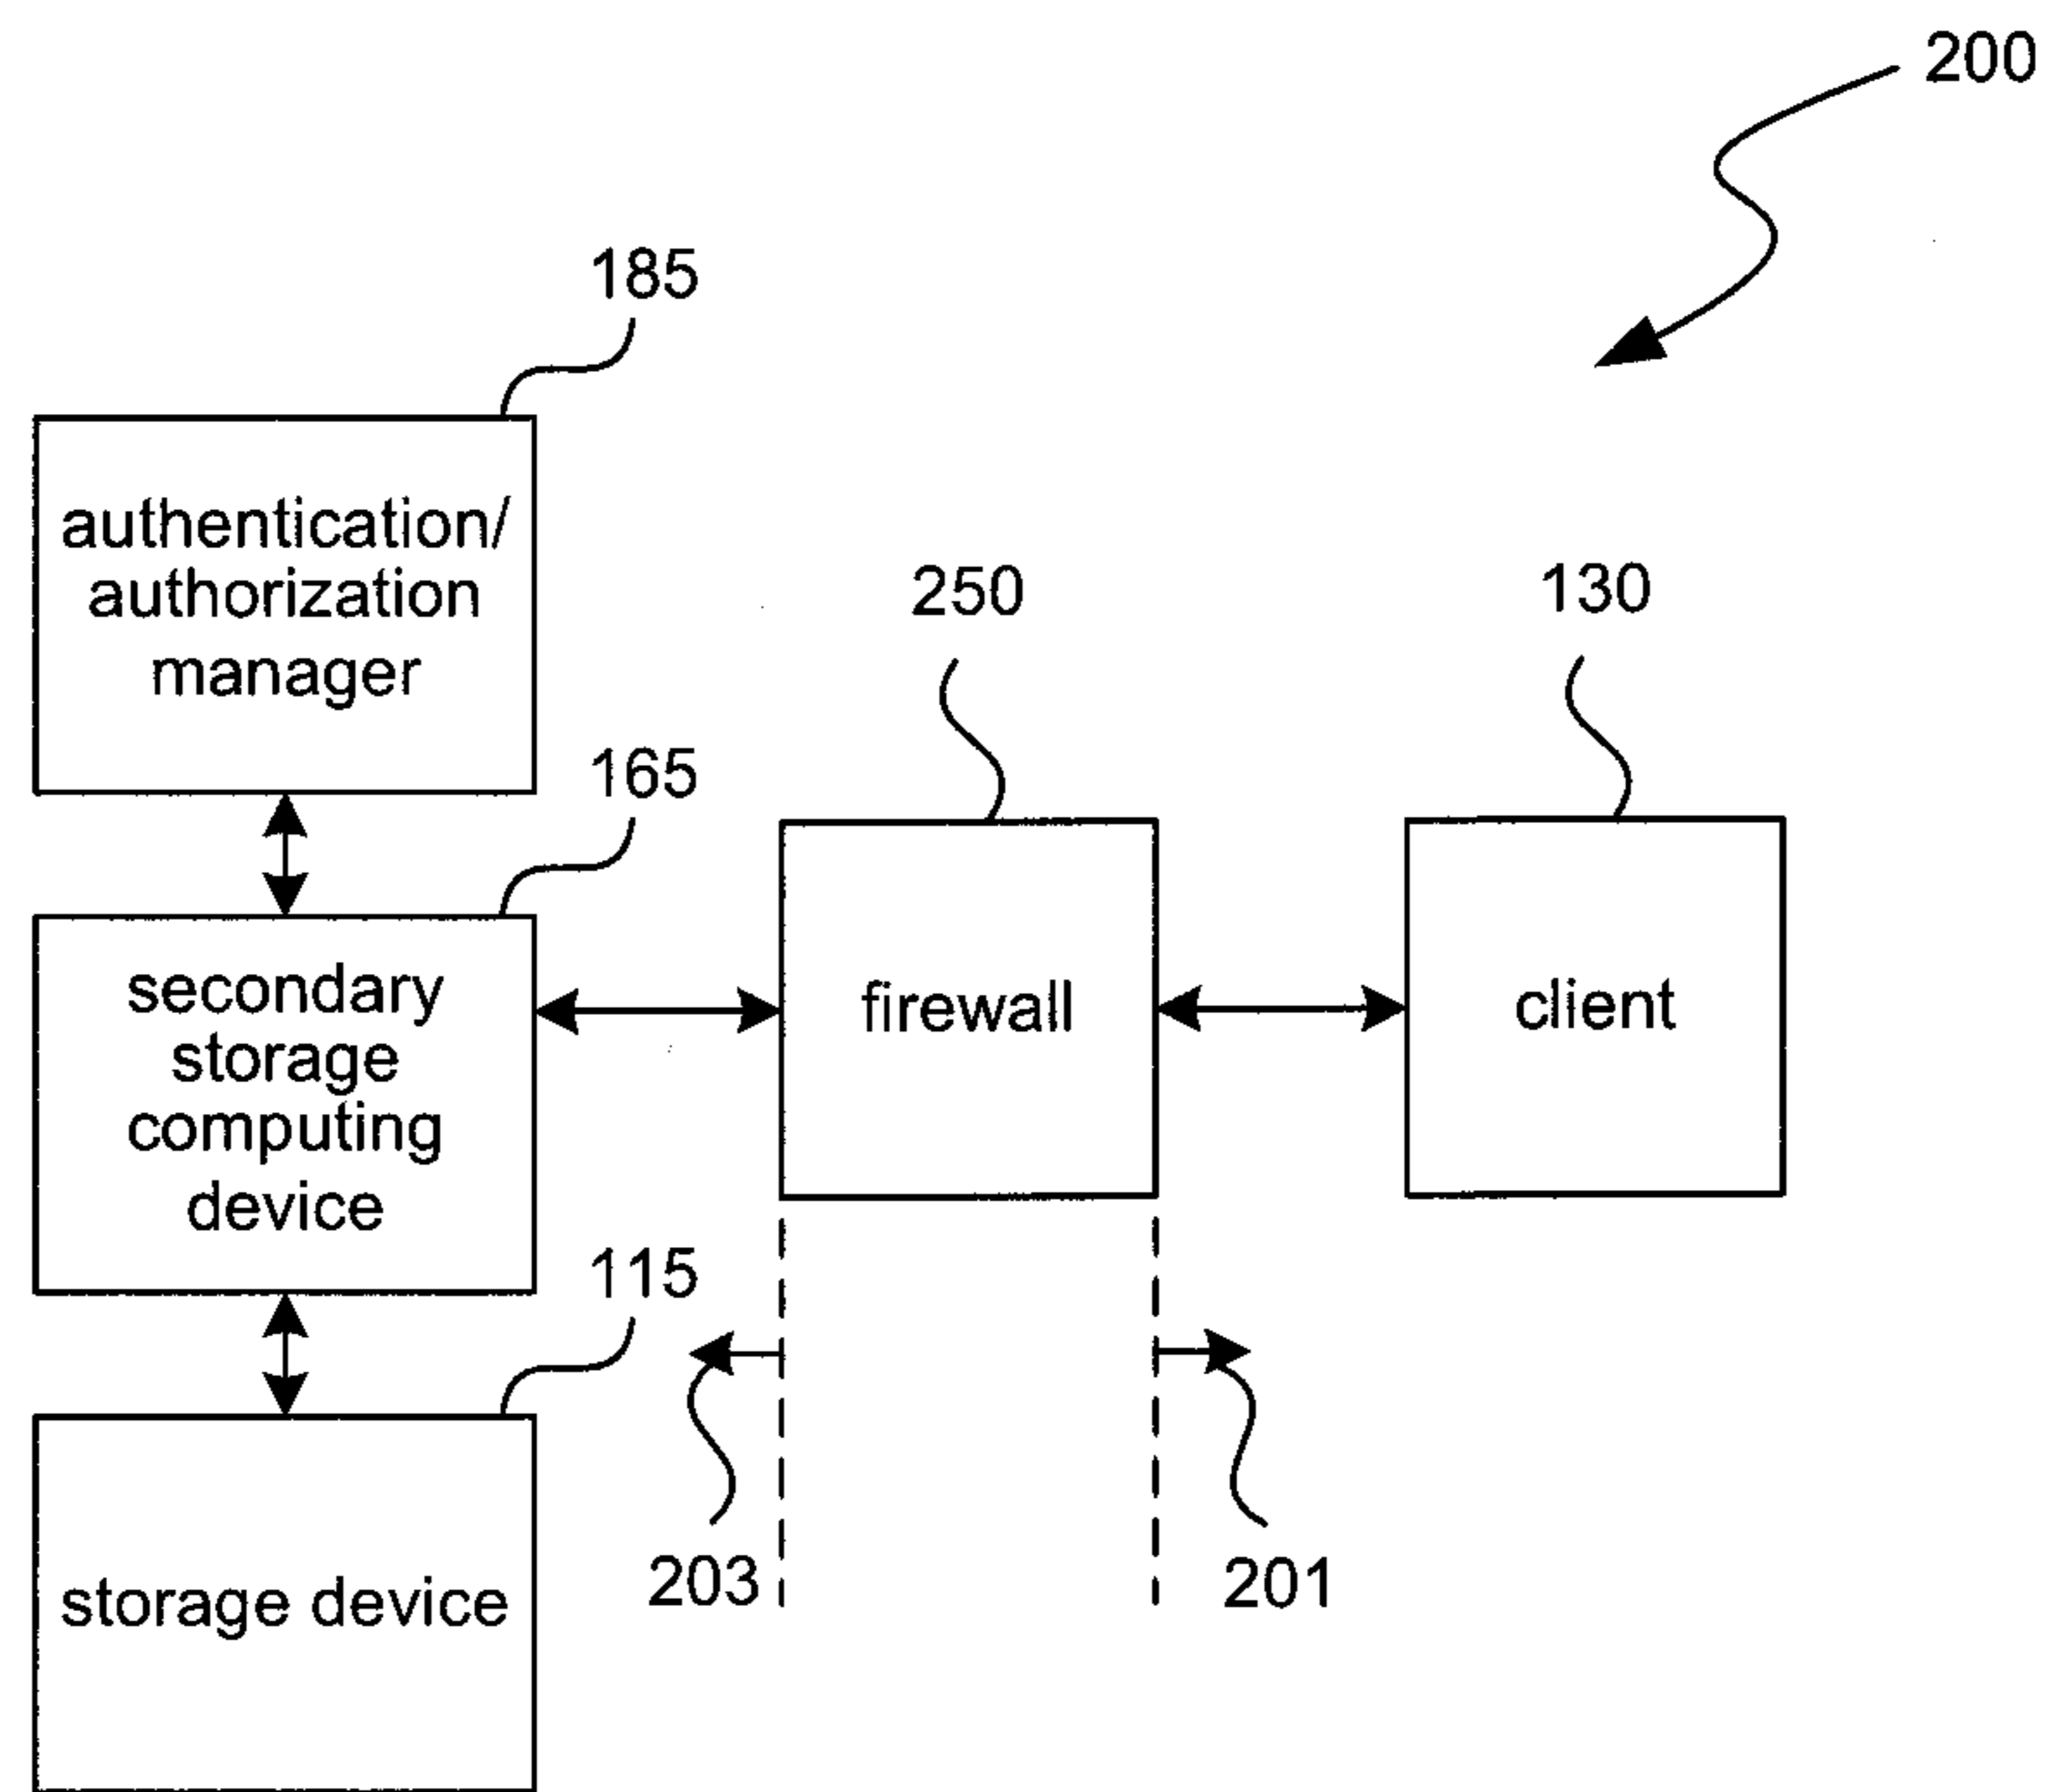 200
185
authentication/
authorization
manager
250
130
165
secondary
storage
computing
device
firewall
client
115
storage device
203
201